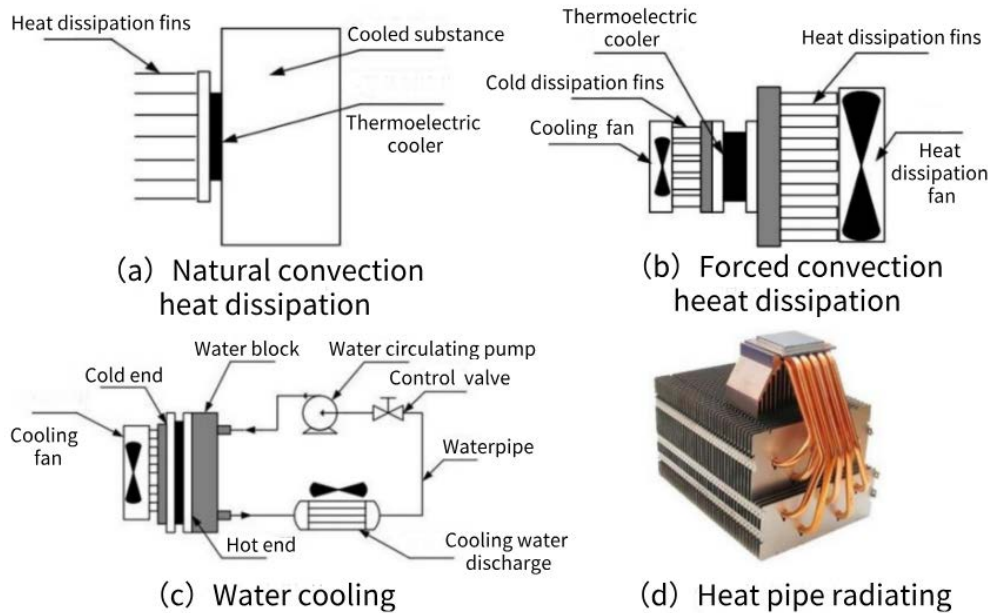 Heat dissipation fins
Cooled substance
Thermoelectric
cooler
(a) Natural convection
heat dissipation
Thermoelectric
cooler
Heat dissipation fins
Cold dissipation fins
Cooling fan
Heat
dissipation
fan
(b) Forced convection
heeat dissipation
Water block
Water circulating pump
Cold end
Control valve
Cooling
fan
Waterpipe
Hot end
Cooling water
discharge
(c) Water cooling
(d) Heat pipe radiating